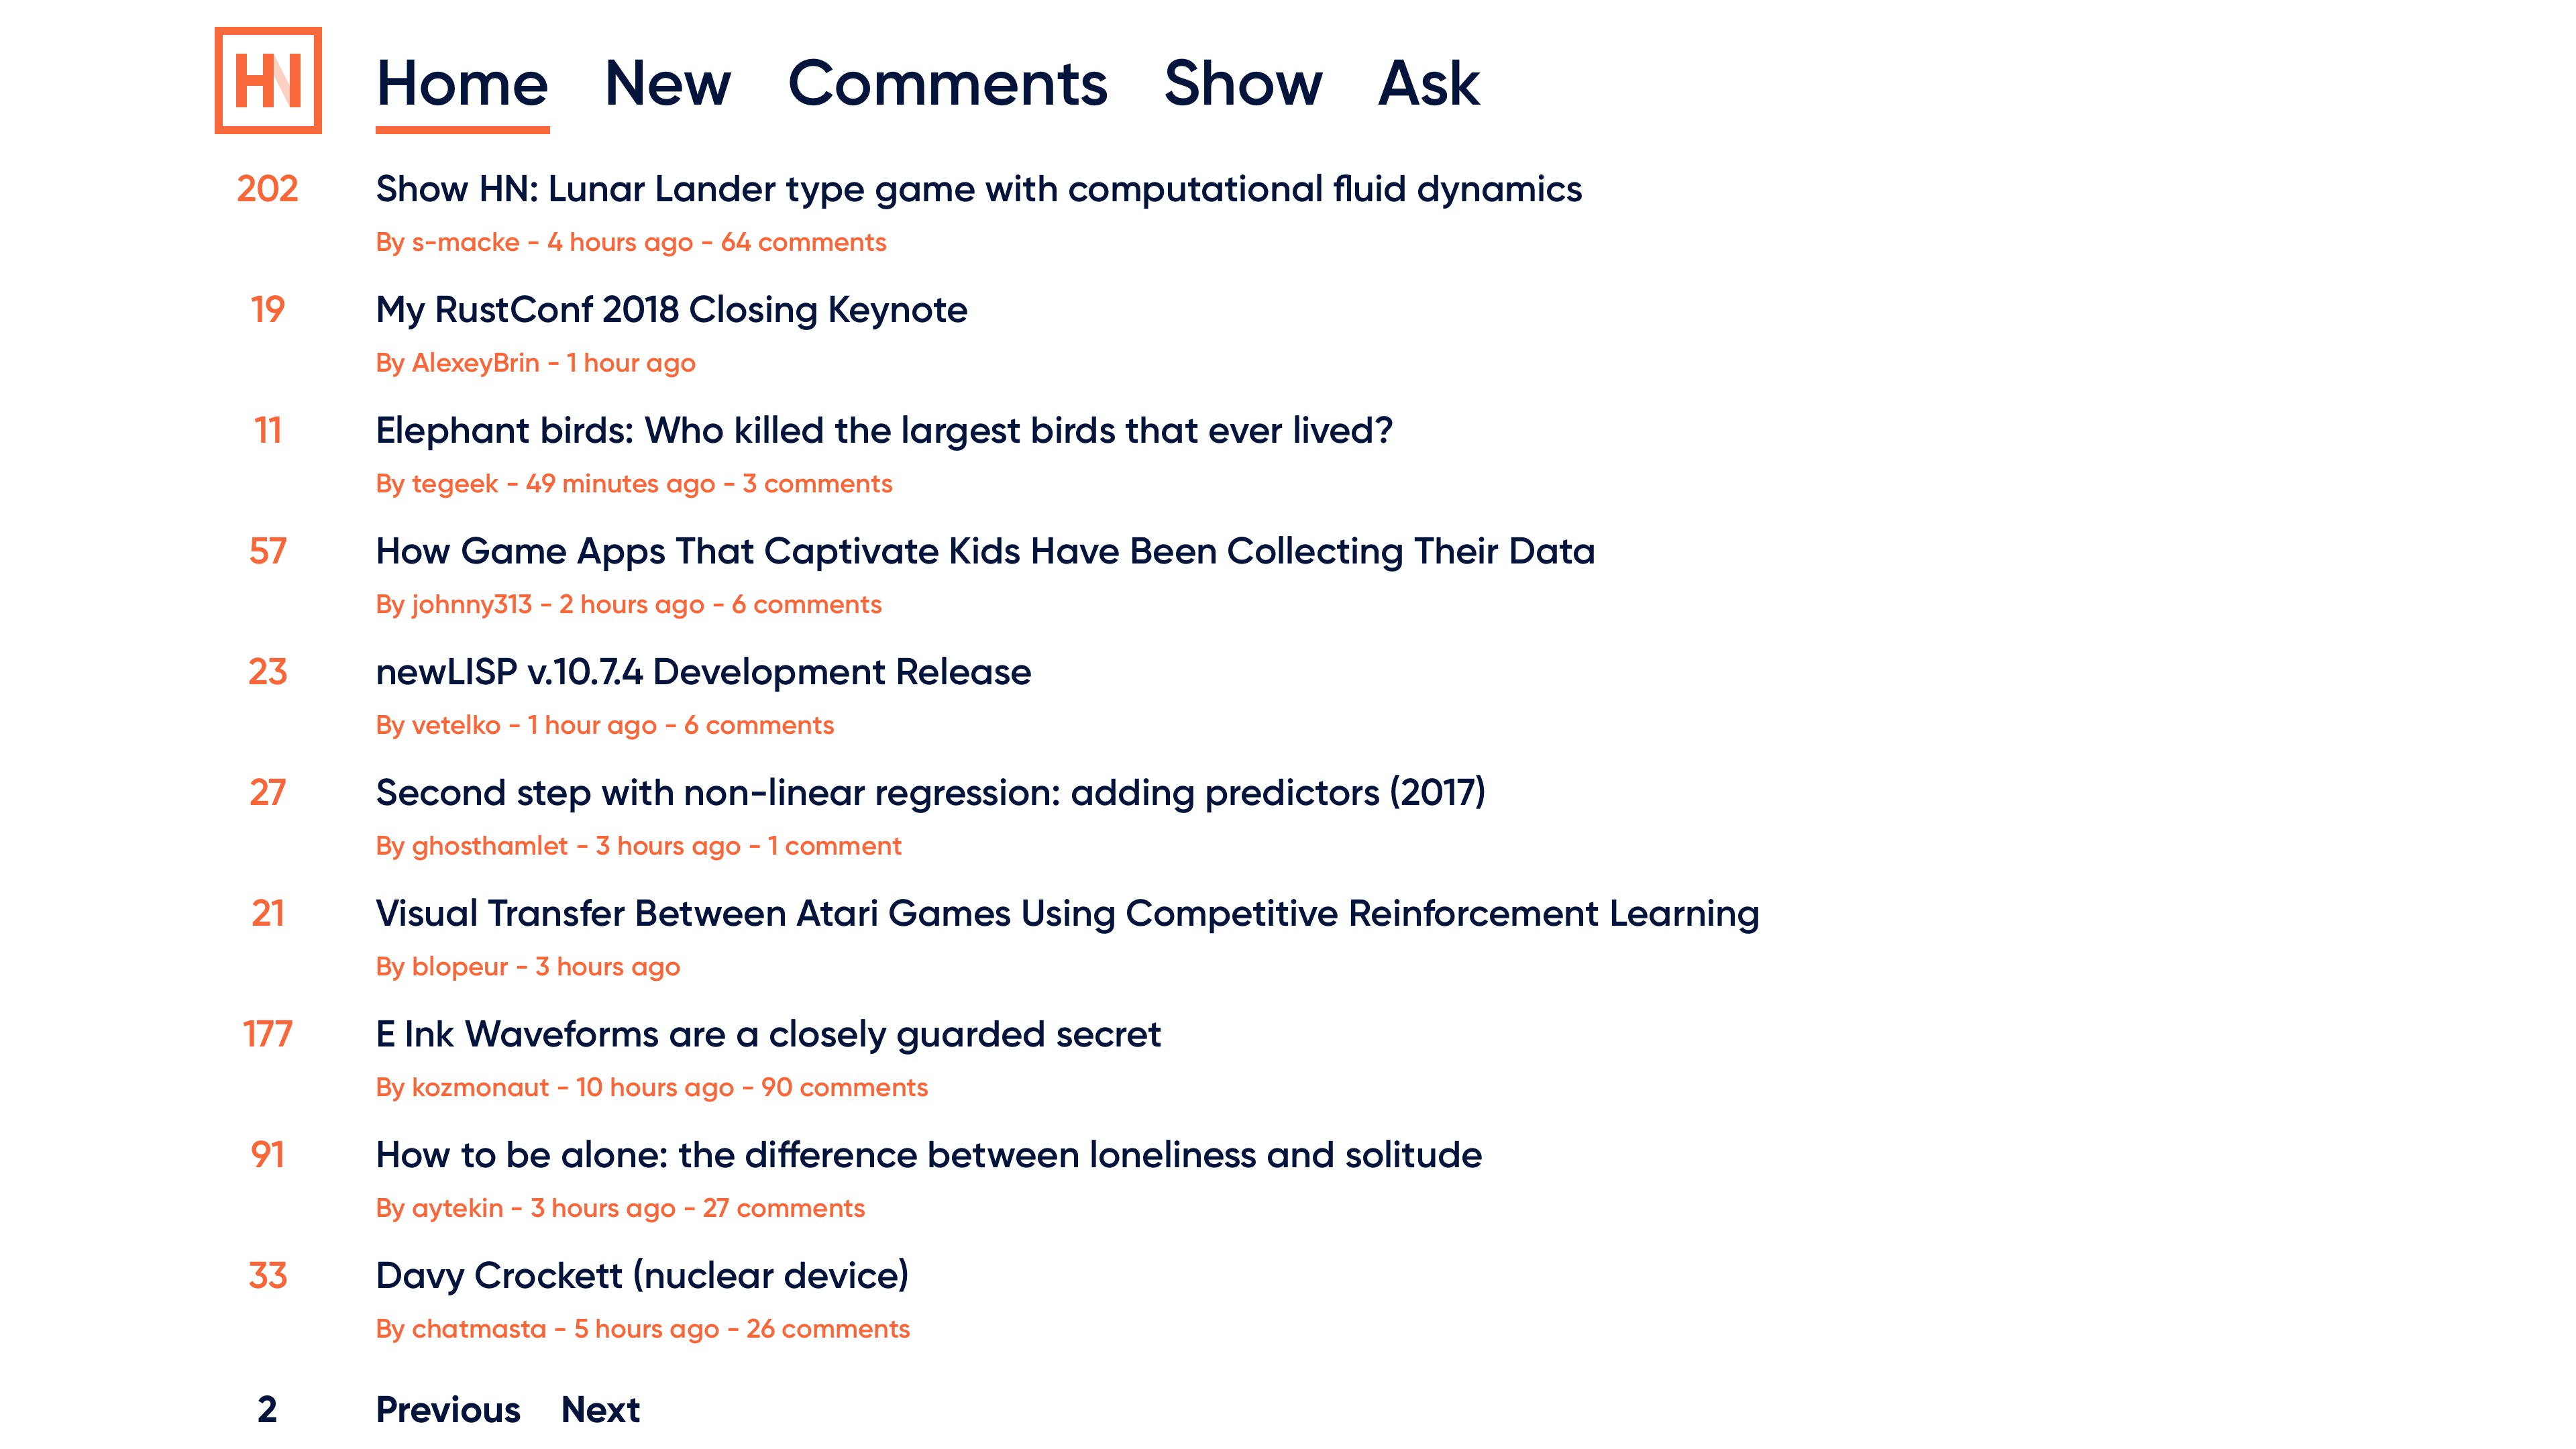 HN
Home New Comments Show Ask
202 Show HN: Lunar Lander type game with computational fluid dynamics
By s-macke - 4 hours ago - 64 comments
19 My RustConf 2018 Closing Keynote
By AlexeyBrin - 1 hour ago
11 Elephant birds: Who killed the largest birds that ever lived?
By tegeek - 49 minutes ago - 3 comments
57 How Game Apps That Captivate Kids Have Been Collecting Their Data
By johnny313 - 2 hours ago - 6 comments
23 newLISP v.10.7.4 Development Release
By vetelko - 1 hour ago - 6 comments
27 Second step with non-linear regression: adding predictors (2017)
By ghosthamlet - 3 hours ago - 1 comment
21 Visual Transfer Between Atari Games Using Competitive Reinforcement Learning
By blopeur - 3 hours ago
177 E Ink Waveforms are a closely guarded secret
By kozmonaut - 10 hours ago - 90 comments
91 How to be alone: the difference between loneliness and solitude
By aytekin - 3 hours ago - 27 comments
33 Davy Crockett (nuclear device)
By chatmasta - 5 hours ago - 26 comments
2 Previous Next